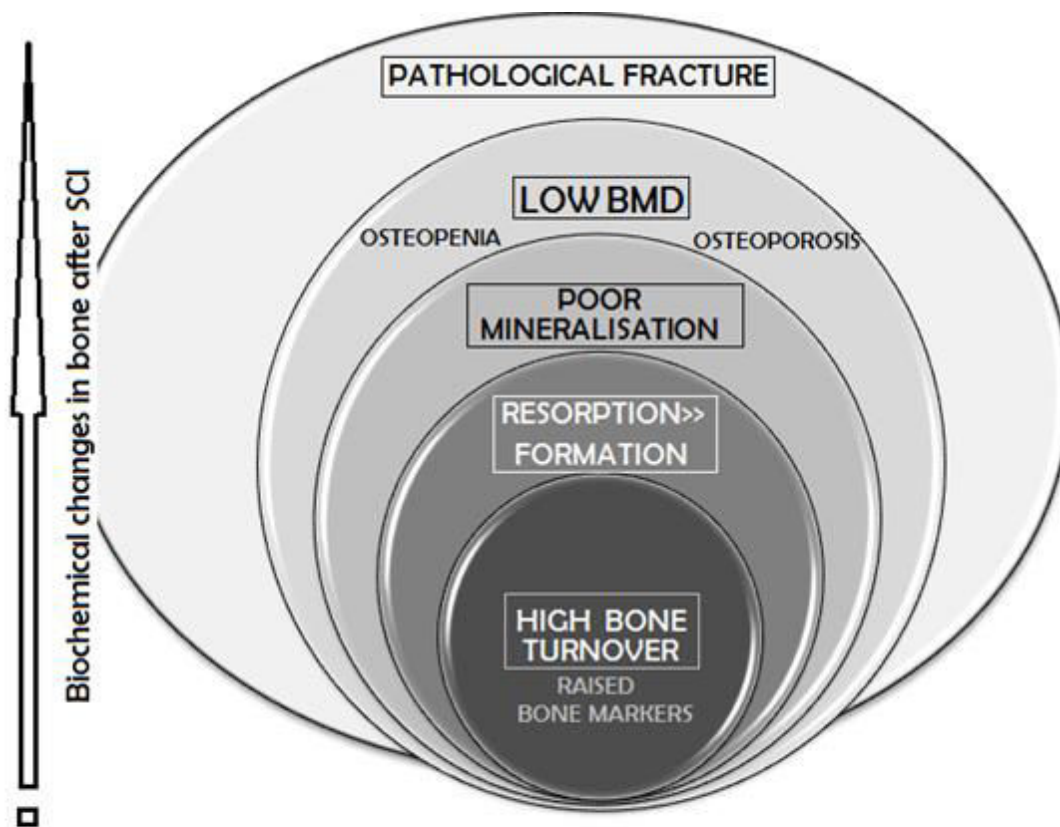 PATHOLOGICAL FRACTURE
LOW BMD
OSTEOPENIA
OSTEOPOROSIS
POOR
MINERALISATION
RESORPTION>>
FORMATION
HIGH BONE
TURNOVER
RAISED
BONE MARKERS
Biochemical changes in bone after SCI